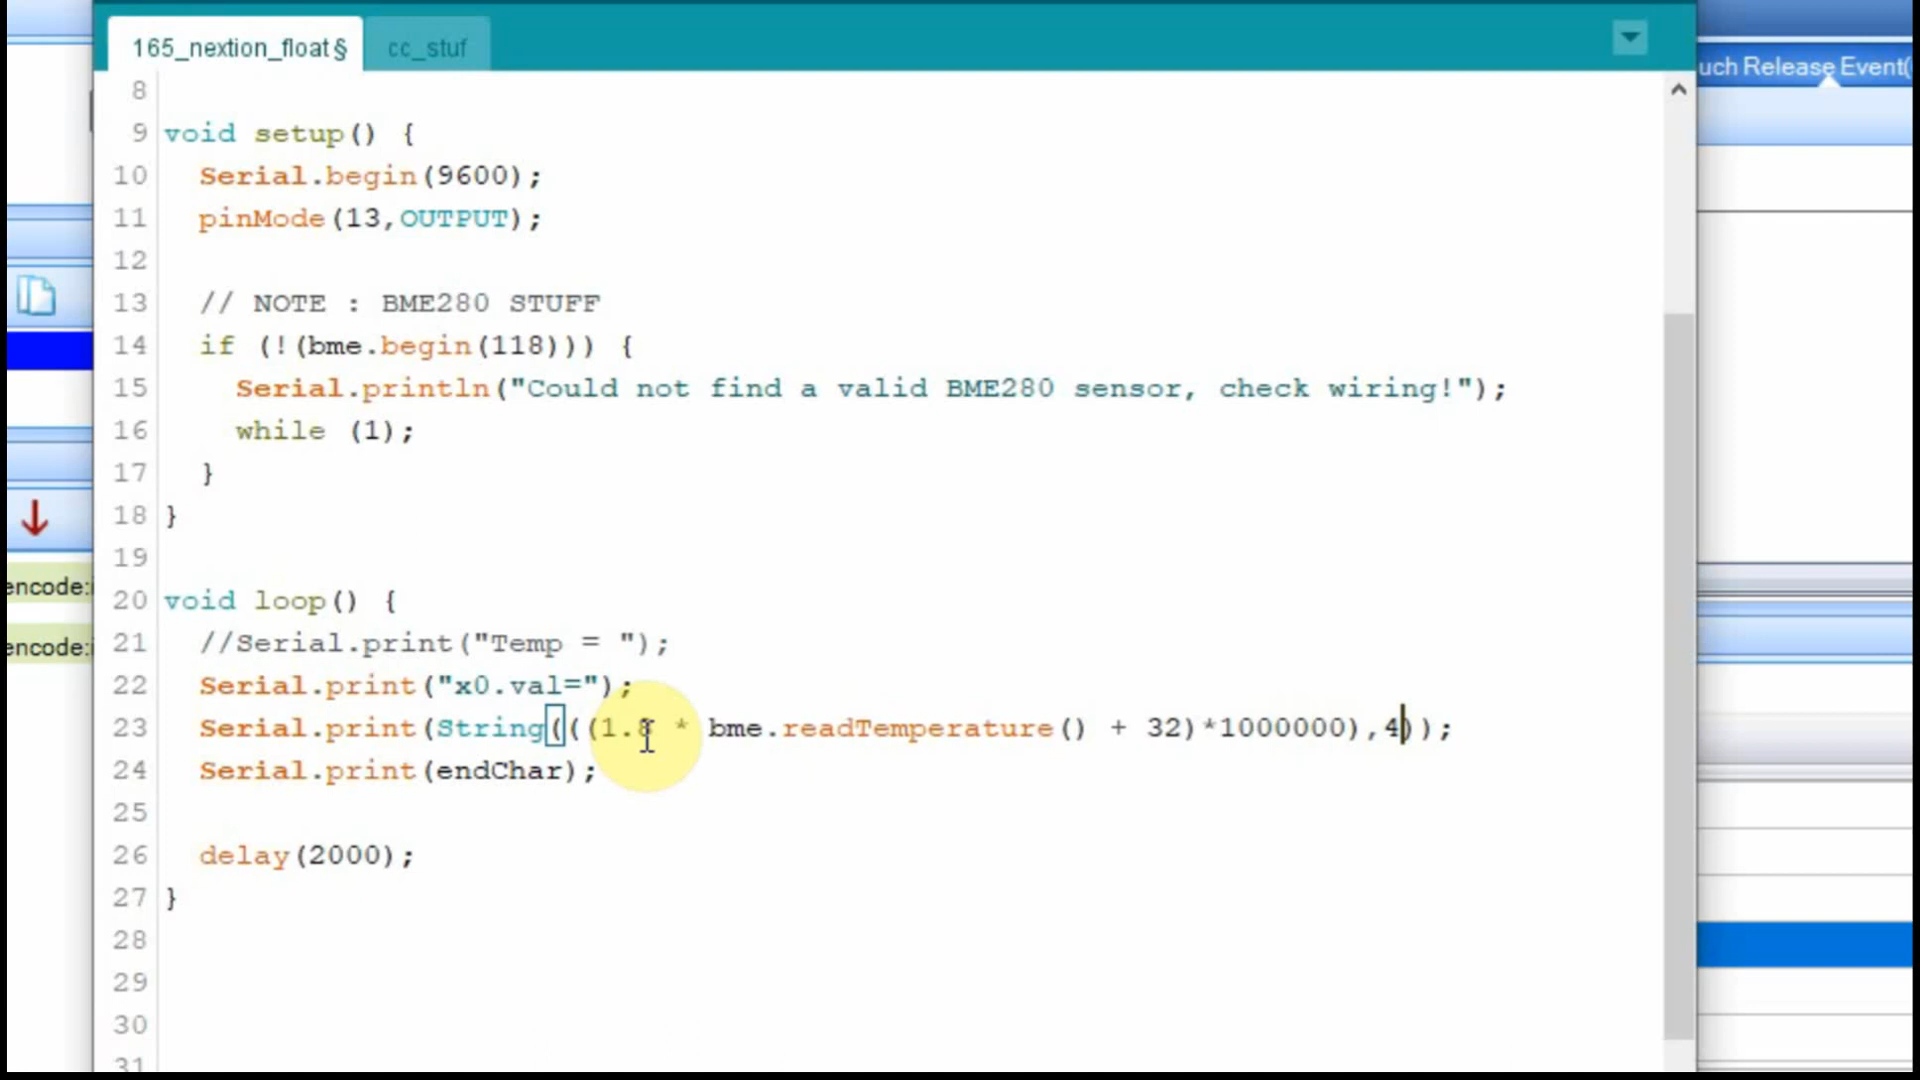 165_nextion_float§ cc_stuf
uch Release Event(
8
9 void setup() {
10 Serial.begin(9600);
11 pinMode(13,OUTPUT);
12
13 // NOTE : BME280 STUFF
14 if (!(bme.begin(118))) {
15 Serial.println("Could not find a valid BME280 sensor, check wiring!");
16 while (1);
17 }
18 }
19
encode:
20 void loop() {
21 //Serial.print("Temp = ");
encode:
22 Serial.print("x0.val=");
23 Serial.print(String(((1.8 * bme.readTemperature() + 32)*1000000),4));
24 Serial.print(endChar);
25
26 delay(2000);
27 }
28
29
30
31